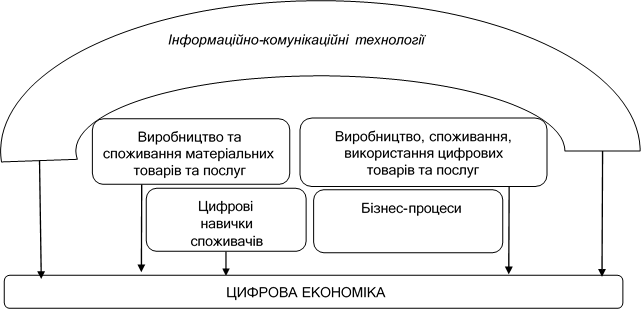 Інформаційно-комунікаційні технології
Виробництво та
споживання матеріальних
товарів та послуг
Виробництво, споживання,
використання цифрових
товарів та послуг
Цифрові
навички
споживачів
Бізнес-процеси
ЦИФРОВА ЕКОНОМІКА